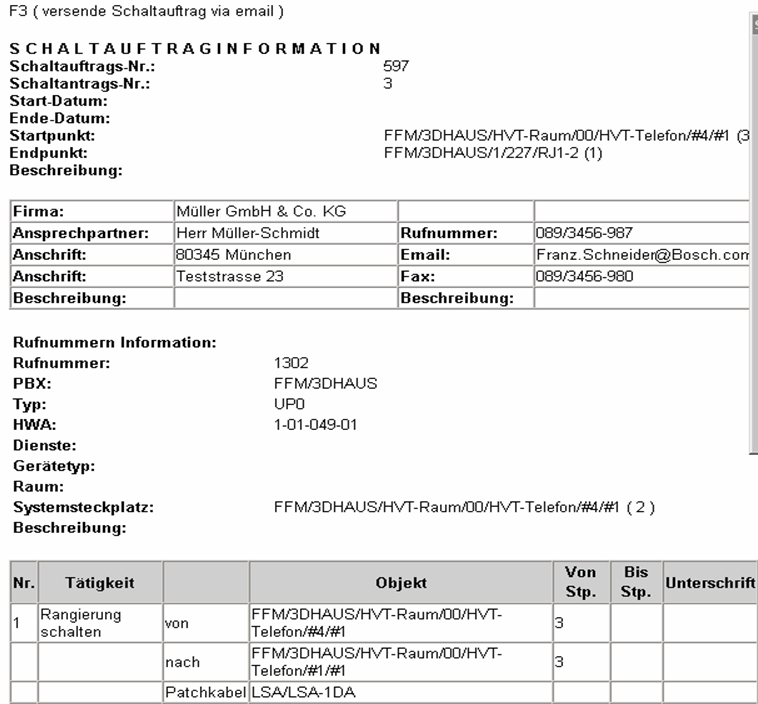 F3 ( versende Schaltauftrag via email )
S C H A L T A U F T R A G I N F O R M A T I O N
Schaltauftrags-Nr.: 597
Schaltantrags-Nr.: 3
Start-Datum:
Ende-Datum:
Startpunkt: FFM/3DHAUS/HVT-Raum/00/HVT-Telefon/#4/#1 (3
Endpunkt: FFM/3DHAUS/1/227/RJ1-2 (1)
Beschreibung:
Firma: Müller GmbH & Co. KG
Ansprechpartner: Herr Müller-Schmidt Rufnummer: 089/3456-987
Anschrift: 80345 München Email: Franz.Schneider@Bosch.com
Anschrift: Teststrasse 23 Fax: 089/3456-980
Beschreibung: Beschreibung:
Rufnummern Information:
Rufnummer: 1302
PBX: FFM/3DHAUS
Typ: UP0
HWA: 1-01-049-01
Dienste:
Gerätetyp:
Raum:
Systemsteckplatz: FFM/3DHAUS/HVT-Raum/00/HVT-Telefon/#4/#1 ( 2 )
Beschreibung:
Nr. Tätigkeit Objekt Von Stp. Bis Stp. Unterschrift
1 Rangierung schalten von FFM/3DHAUS/HVT-Raum/00/HVT-Telefon/#4/#1 3
nach FFM/3DHAUS/HVT-Raum/00/HVT-Telefon/#1/#1 3
Patchkabel LSA/LSA-1DA